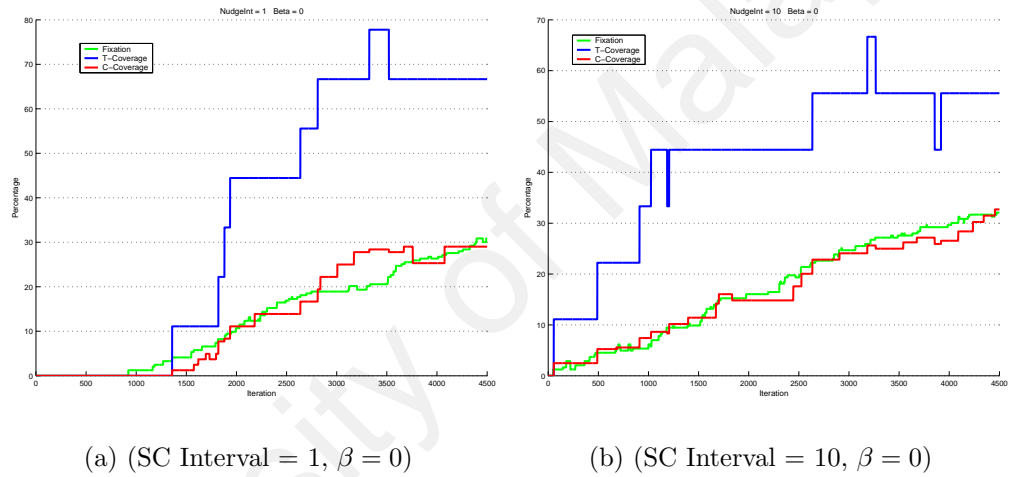 NudgeInt = 1 Beta = 0
80
70
60
50
40
30
20
10
0
Percentage
Fixation
T-Coverage
C-Coverage
0 500 1000 1500 2000 2500 3000 3500 4000 4500
Iteration
(a) (SC Interval = 1, β = 0)
NudgeInt = 10 Beta = 0
70
60
50
40
30
20
10
0
Percentage
Fixation
T-Coverage
C-Coverage
0 500 1000 1500 2000 2500 3000 3500 4000 4500
Iteration
(b) (SC Interval = 10, β = 0)
ity of Mala